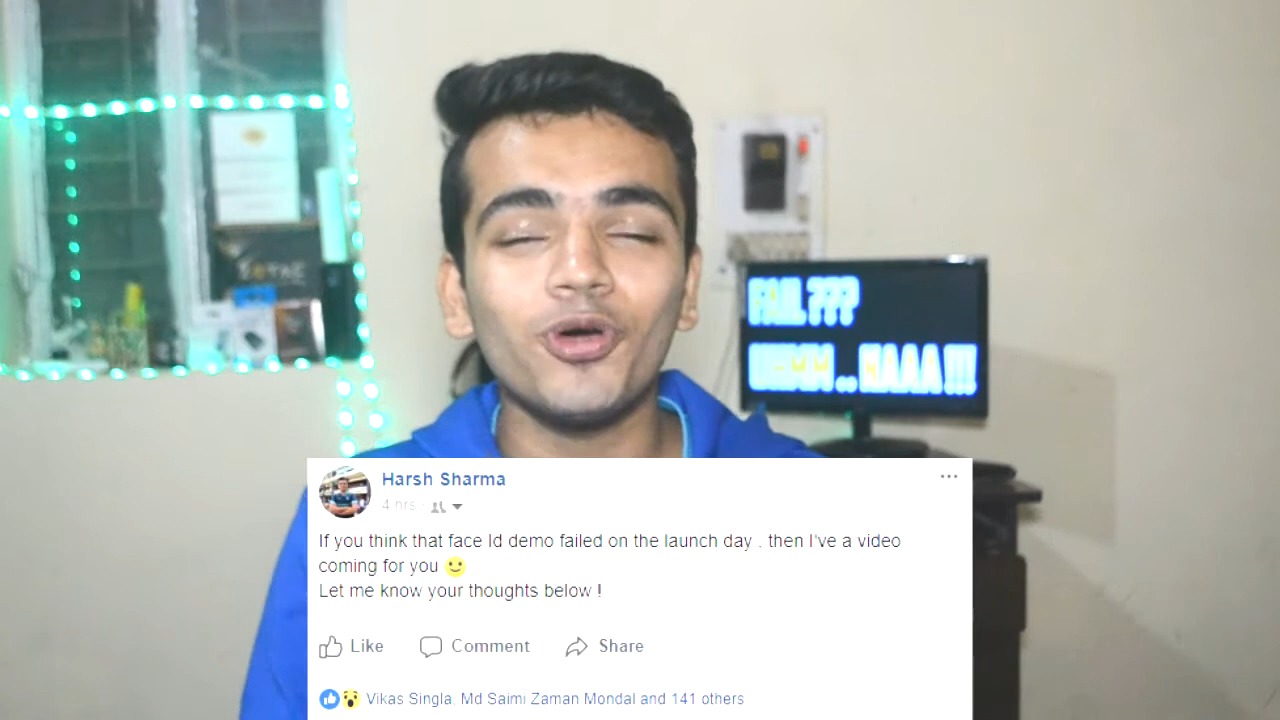 FAIL???
UHMM..HAAA!!!
Harsh Sharma
4 hrs
If you think that face Id demo failed on the launch day . then I've a video
coming for you
Let me know your thoughts below !
Like Comment Share
Vikas Singla, Md Saimi Zaman Mondal and 141 others